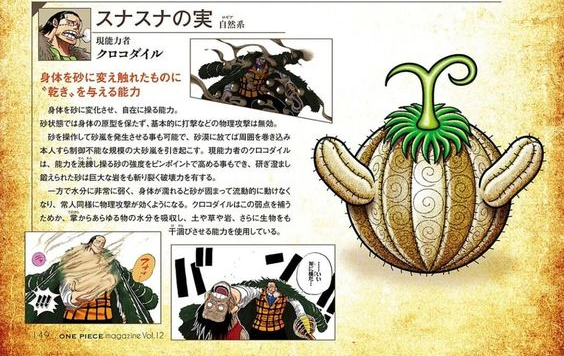 スナスナの実 自然系
ロギア
現能力者
クロコダイル
身体を砂に変え触れたものに
〝乾き〟を与える能力
身体を砂に変化させ、自在に操る能力。
砂状態では身体の原型を保たず、基本的に打撃などの物理攻撃は無効。
砂を操作して砂嵐を発生させる事も可能で、砂漠に放てば周囲を巻き込み
本人すら制御不能な規模の大砂嵐を引き起こす。現能力者のクロコダイル
は、能力を洗練し操る砂の強度をピンポイントで高める事もでき、研ぎ澄まし
鍛えられた砂は巨大な岩をも斬り裂く破壊力を有する。
一方で水分に非常に弱く、身体が濡れると砂が固まって流動的に動けなく
なり、常人同様に物理攻撃が効くようになる。クロコダイルはこの弱点を補う
ためか、掌からあらゆる物の水分を吸収し、土や草や岩、さらに生物をも
干涸びさせる能力を使用している。
!!!
バン
149 ONE PIECE magazine Vol.12